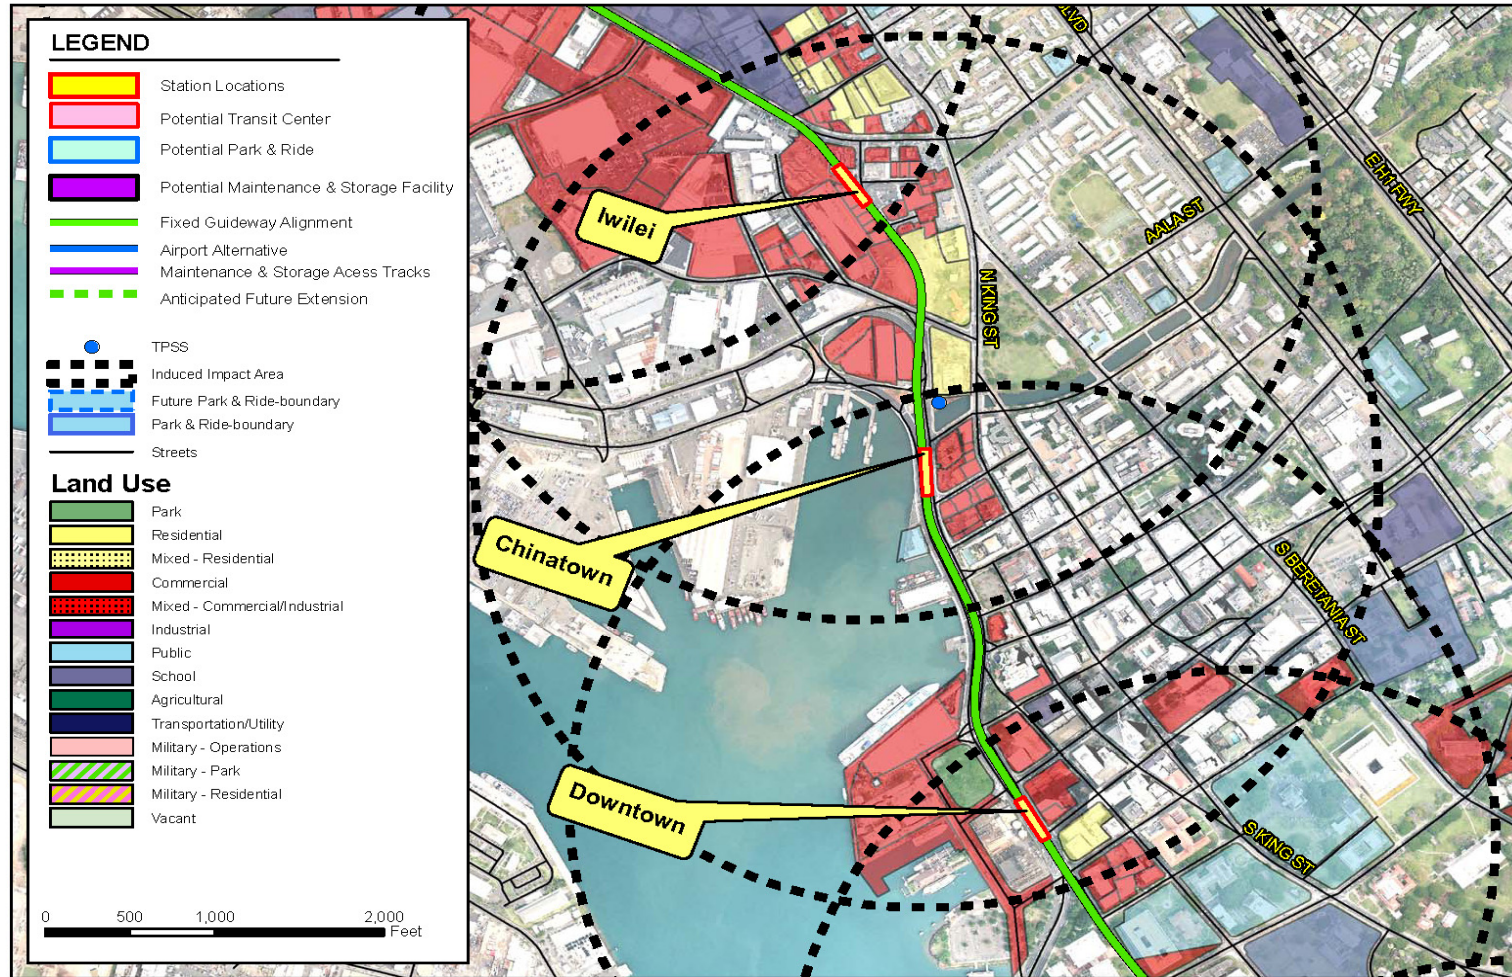 LEGEND
Station Locations
Potential Transit Center
Potential Park & Ride
Potential Maintenance & Storage Facility
Fixed Guideway Alignment
Airport Alternative
Maintenance & Storage Acess Tracks
Anticipated Future Extension
TPSS
Induced Impact Area
Future Park & Ride-boundary
Park & Ride-boundary
Streets
Land Use
Park
Residential
Mixed - Residential
Commercial
Mixed - Commercial/Industrial
Industrial
Public
School
Agricultural
Transportation/Utility
Military - Operations
Military - Park
Military - Residential
Vacant
0 500 1,000 2,000
Feet
BLVD
E H1 FWY
AALA ST
Iwilei
N KING ST
Chinatown
S BERETANIA ST
Downtown
S KING ST